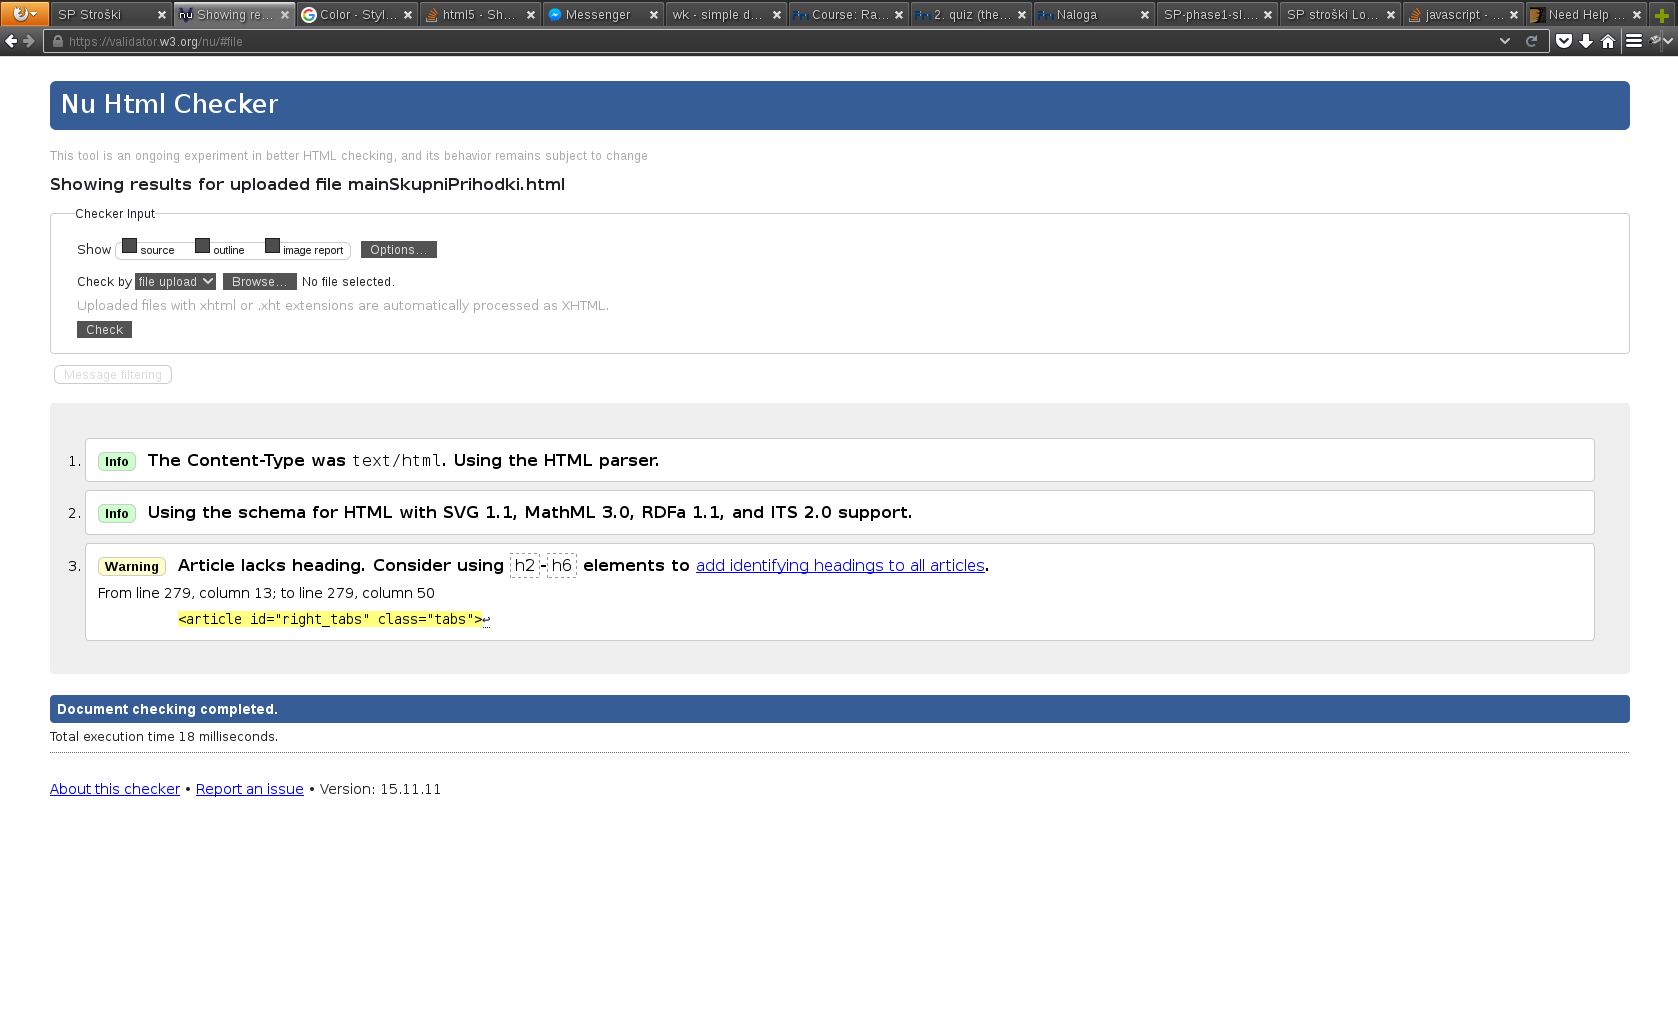 SP Stroški
Showing re...
Color - Styl...
html5 - Sh...
Messenger
wk - simple d...
Course: Ra...
2. quiz (the...
Naloga
SP-phase1-sl....
SP stroški Lo...
javascript - ...
Need Help ...
https://validator.w3.org/nu/#file
Nu Html Checker
This tool is an ongoing experiment in better HTML checking, and its behavior remains subject to change
Showing results for uploaded file mainSkupniPrihodki.html
Checker Input
Show source outline image report Options...
Check by file upload Browse... No file selected.
Uploaded files with xhtml or .xht extensions are automatically processed as XHTML.
Check
Message filtering
1. Info The Content-Type was text/html. Using the HTML parser.
2. Info Using the schema for HTML with SVG 1.1, MathML 3.0, RDFa 1.1, and ITS 2.0 support.
3. Warning Article lacks heading. Consider using h2-h6 elements to add identifying headings to all articles.
From line 279, column 13; to line 279, column 50
<article id="right_tabs" class="tabs">↩
Document checking completed.
Total execution time 18 milliseconds.
About this checker • Report an issue • Version: 15.11.11